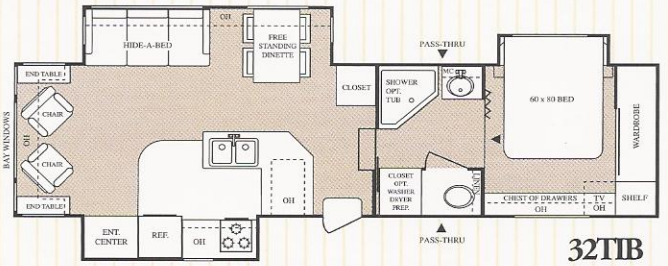 OH
HIDE-A-BED
FREE
STANDING
DINETTE
PASS-THRU
END TABLE
CHAIR
BAY WINDOWS
OH
CHAIR
END TABLE
CLOSET
SHOWER
OPT.
TUB
MC
60 x 80 BED
WARDROBE
OH
CLOSET
OPT.
WASHER
DRYER
PREP.
LINEN
CHEST OF DRAWERS
OH
TV
OH
SHELF
ENT.
CENTER
REF.
OH
PASS-THRU
32TIB